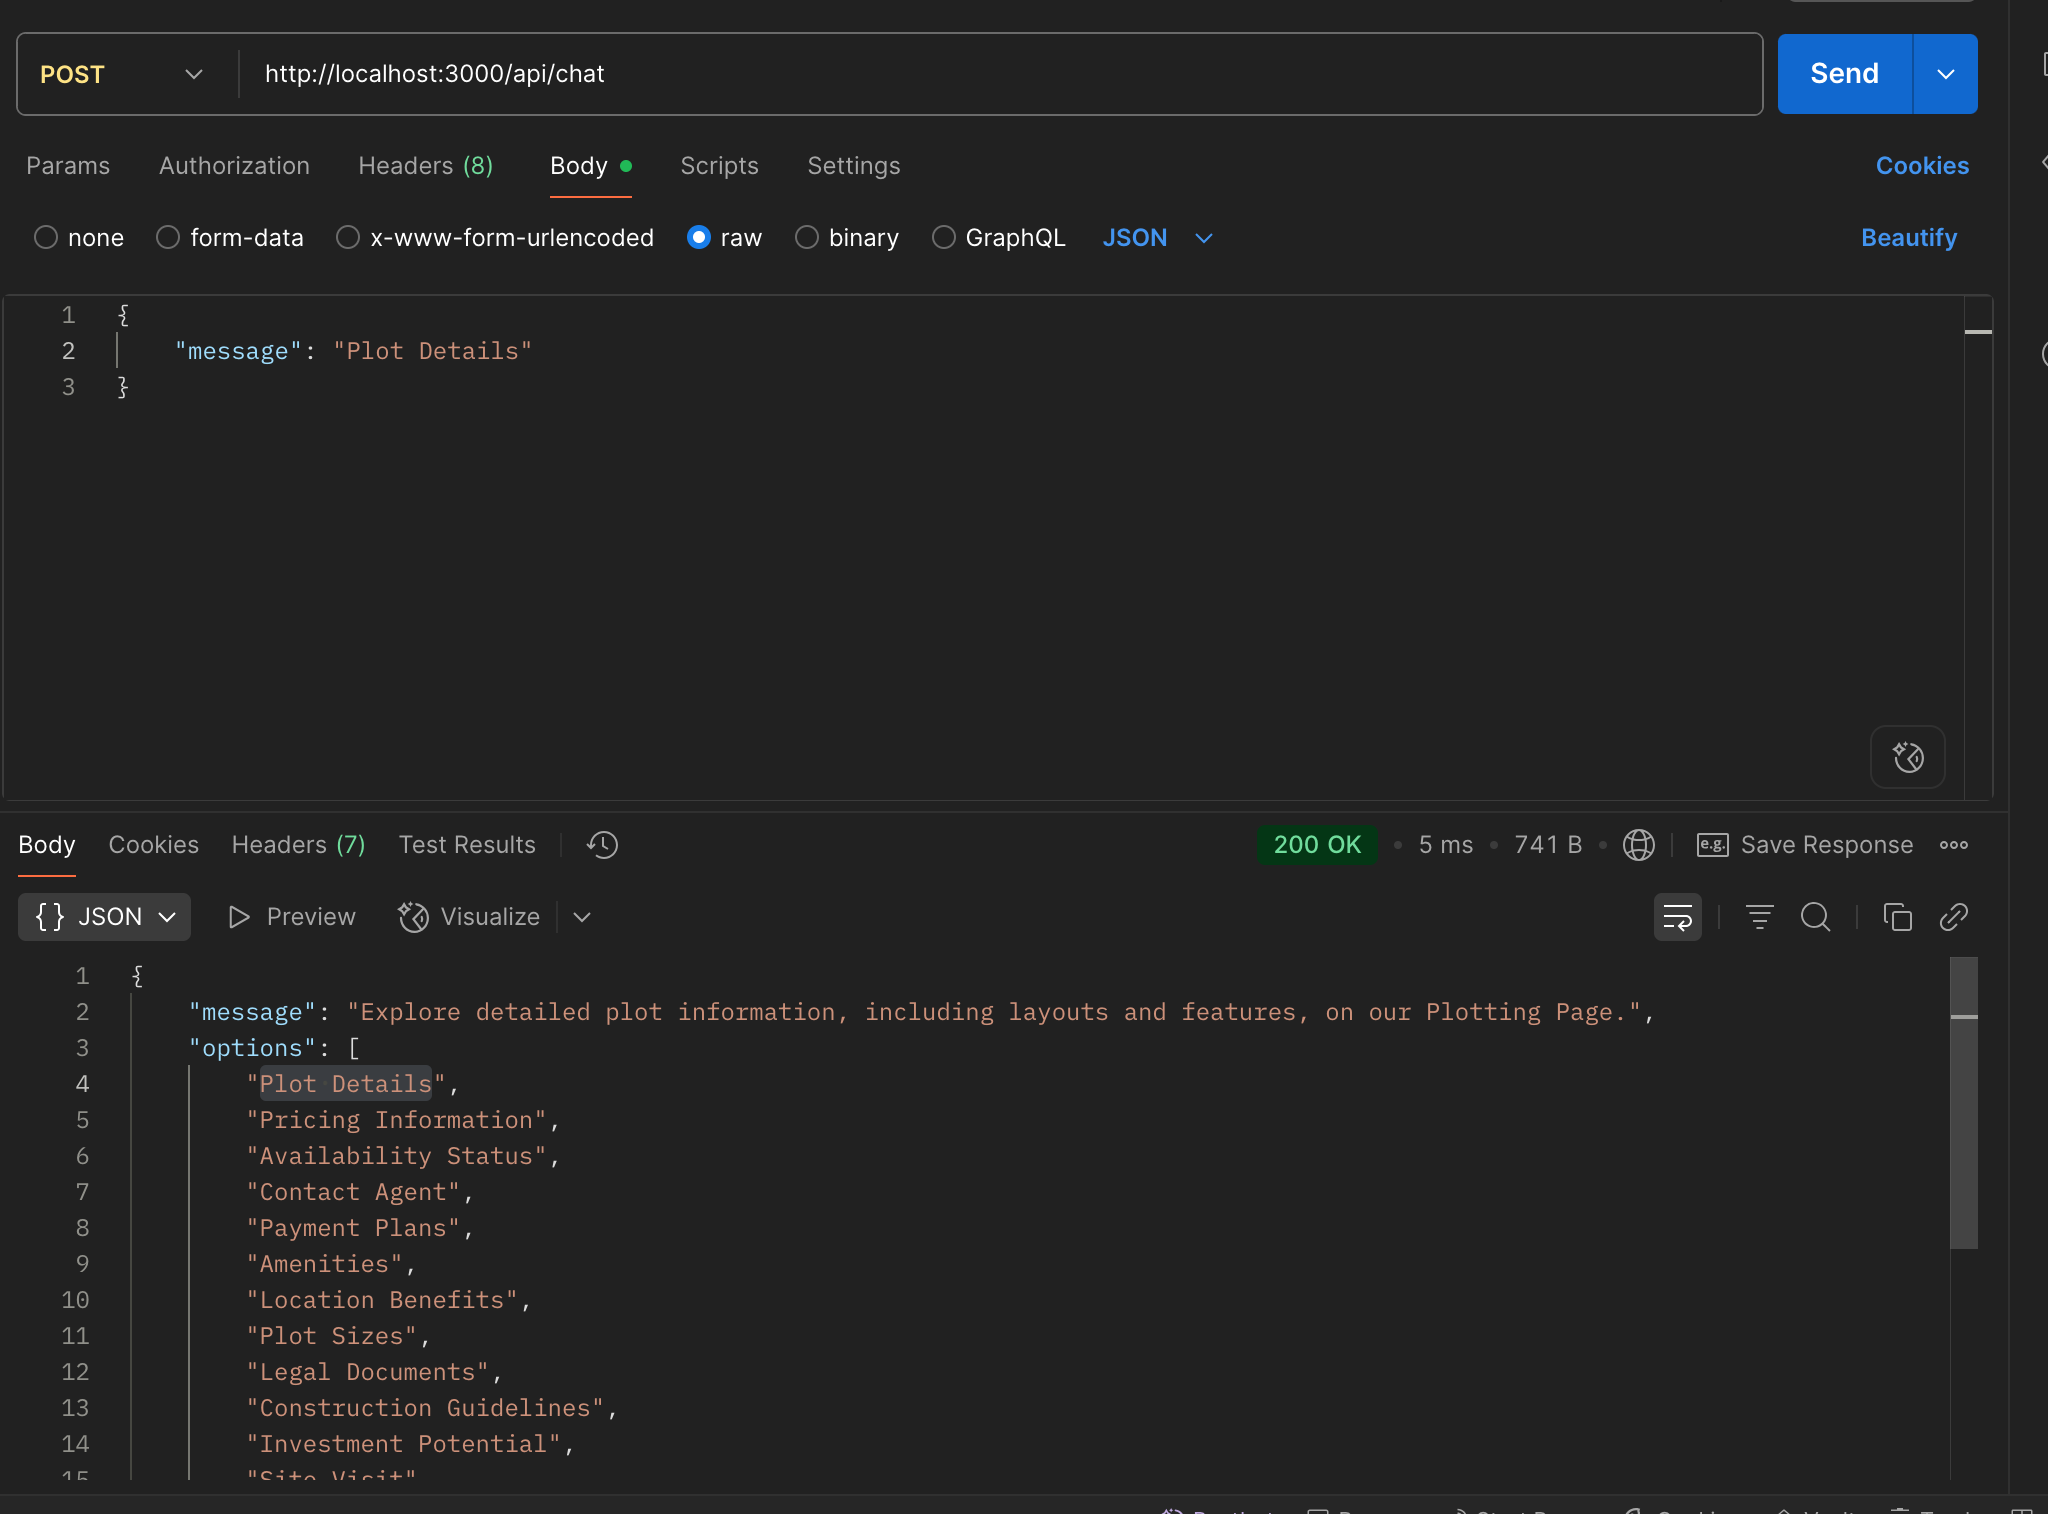 POST http://localhost:3000/api/chat Send
Params Authorization Headers (8) Body Scripts Settings Cookies
none form-data x-www-form-urlencoded raw binary GraphQL JSON Beautify
1 {
2 "message": "Plot Details"
3 }
Body Cookies Headers (7) Test Results 200 OK 5 ms 741 B e.g. Save Response
{} JSON Preview Visualize
1 {
2 "message": "Explore detailed plot information, including layouts and features, on our Plotting Page.",
3 "options": [
4 "Plot Details",
5 "Pricing Information",
6 "Availability Status",
7 "Contact Agent",
8 "Payment Plans",
9 "Amenities",
10 "Location Benefits",
11 "Plot Sizes",
12 "Legal Documents",
13 "Construction Guidelines",
14 "Investment Potential",
15 "Site Visit"